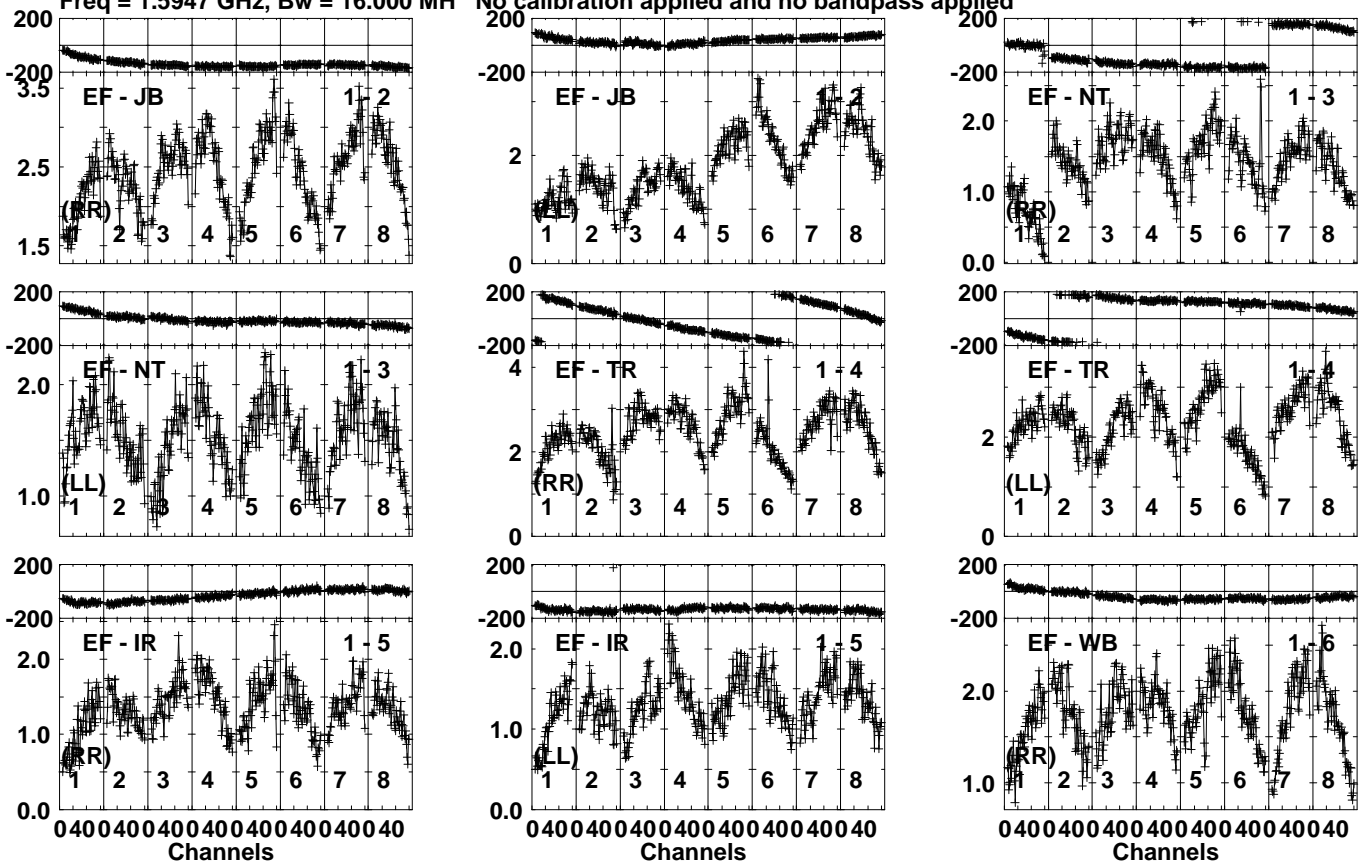 Freq = 1.5947 GHz, Bw = 16.000 MH No calibration applied and no bandpass applied
200 200 200
-200 -200
3.5 EF - JB 1 - 2 EF - JB 1 - 2 EF - NT 1 - 3
2.5 2 2.0
(RR) (LL) 1.0 (RR)
1 2 3 4 5 6 7 8 1 2 3 4 5 6 7 8 1 2 3 4 5 6 7 8
1.5 0 0.0
200 200 200
-200 -200 -200
EF - NT 1 - 3 4 EF - TR 1 - 4 EF - TR 1 - 4
2.0 2 2
1.0 (LL) (RR) (LL)
1 2 3 4 5 6 7 8 1 2 3 4 5 6 7 8 1 2 3 4 5 6 7 8
0 0
200 200 200
-200 -200 -200
2.0 EF - IR 1 - 5 2.0 EF - IR 1 - 5 EF - WB 1 - 6
2.0
1.0 (RR) 1.0 (LL) (RR)
1 2 3 4 5 6 7 8 1 2 3 4 5 6 7 8 1.0 1 2 3 4 5 6 7 8
0.0 0.0
0 40 0 40 0 40 0 40 0 40 0 40 0 40 0 40 0 40 0 40 0 40 0 40 0 40 0 40 0 40 0 40 0 40 0 40 0 40 0 40 0 40 0 40 0 40 0 40
Channels Channels Channels